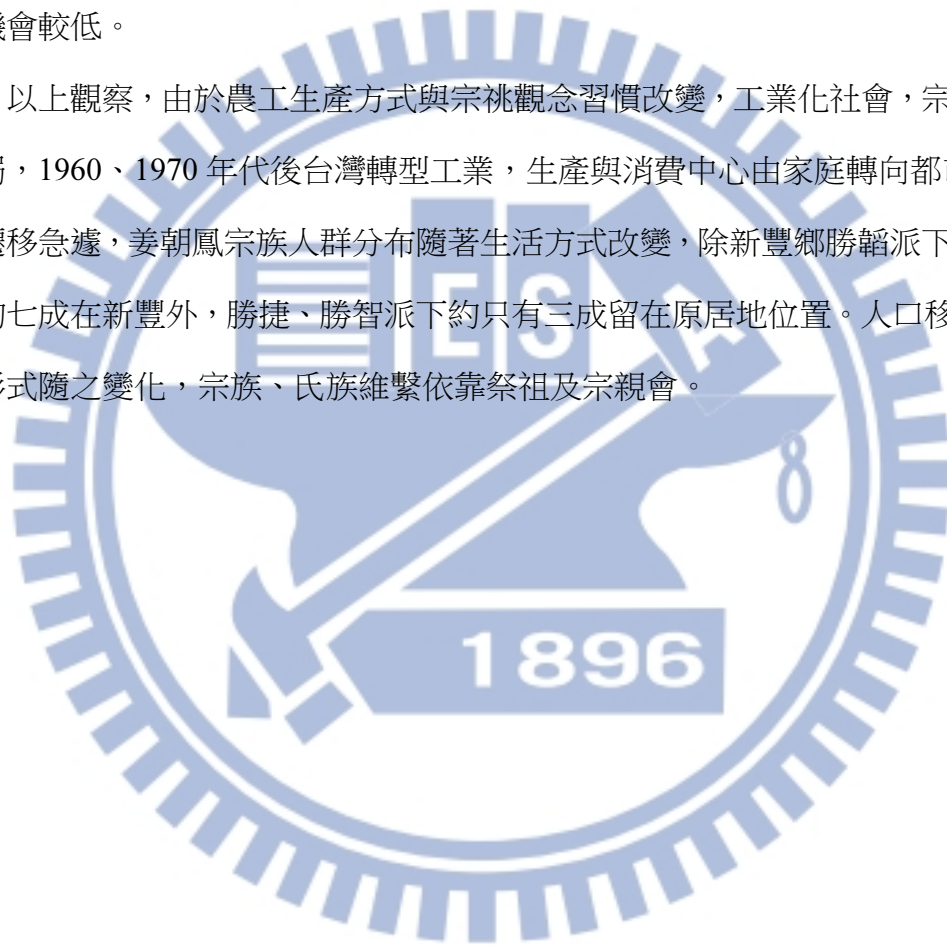 機會較低。
以上觀察，由於農工生產方式與宗祧觀念習慣改變，工業化社會，宗
，1960、1970 年代後台灣轉型工業，生產與消費中心由家庭轉向都
遷移急遽，姜朝鳳宗族人群分布隨著生活方式改變，除新豐鄉勝韜派下
約七成在新豐外，勝捷、勝智派下約只有三成留在原居地位置。人口移
形式隨之變化，宗族、氏族維繫依靠祭祖及宗親會。
ES
1896